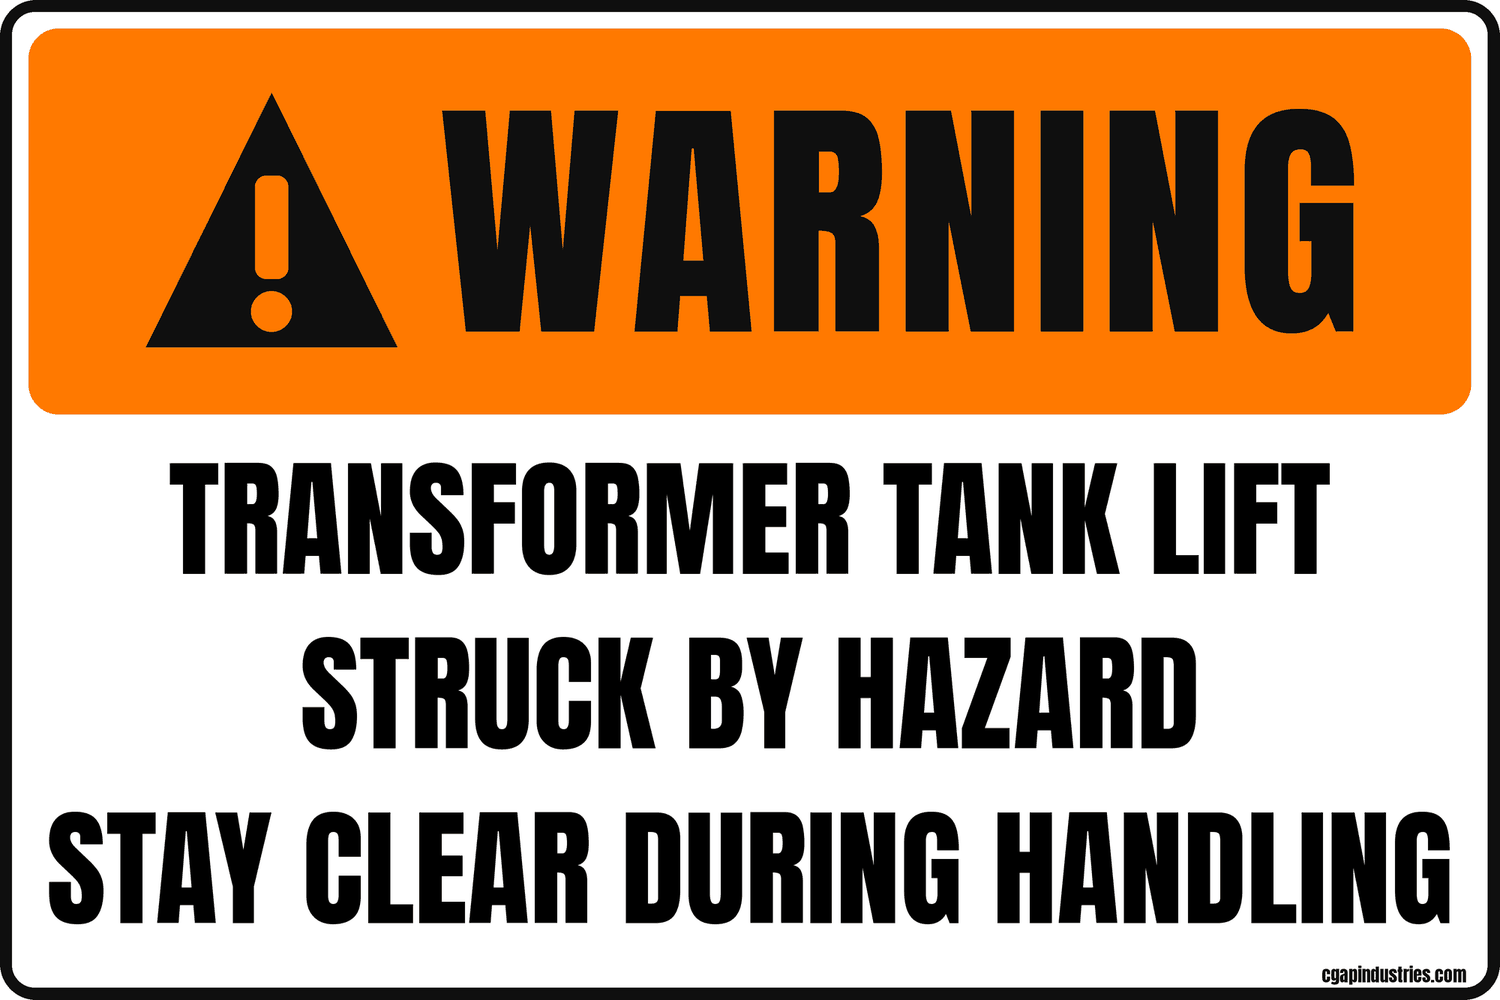 WARNING
TRANSFORMER TANK LIFT
STRUCK BY HAZARD
STAY CLEAR DURING HANDLING
cgapindustries.com